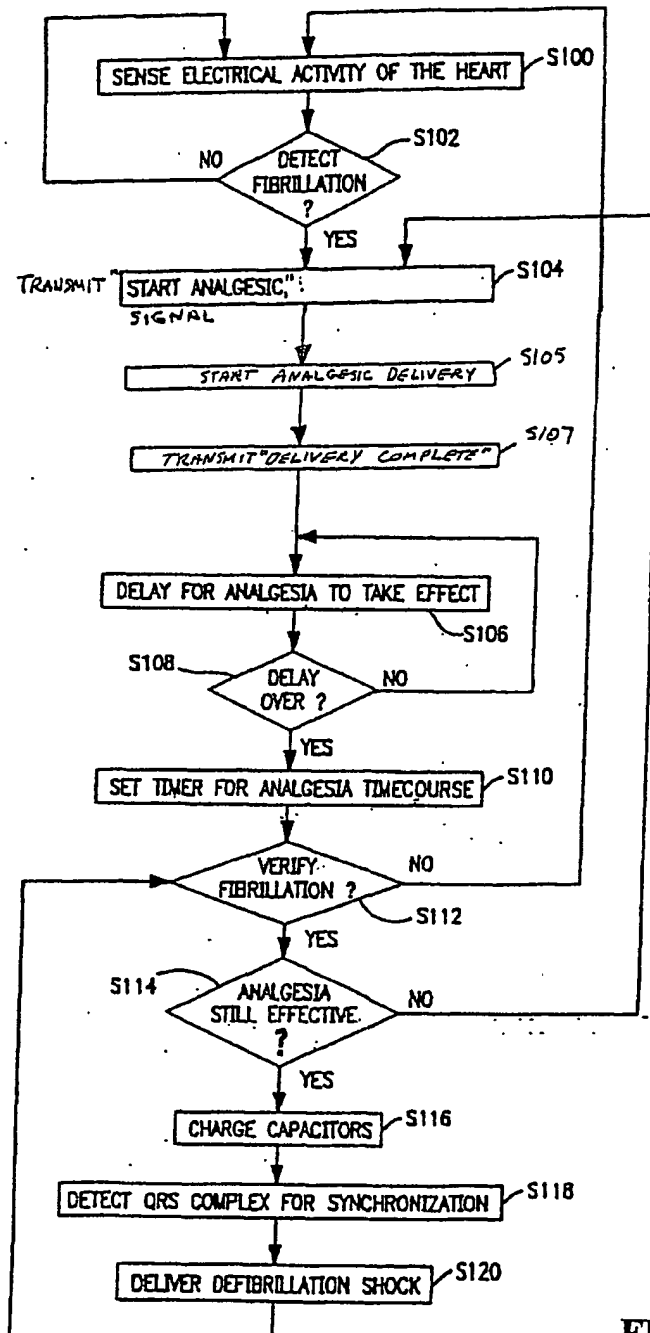 SENSE ELECTRICAL ACTIVITY OF THE HEART
S100
S102
NO
DETECT
FIBRILLATION
?
YES
S104
TRANSMIT "START ANALGESIC,"
SIGNAL
S105
START ANALGESIC DELIVERY
S107
TRANSMIT "DELIVERY COMPLETE"
DELAY FOR ANALGESIA TO TAKE EFFECT
S106
S108
DELAY
OVER ?
NO
YES
SET TIMER FOR ANALGESIA TIMECOURSE
S110
VERIFY
FIBRILLATION ?
NO
S112
YES
S114
ANALGESIA
STILL EFFECTIVE
?
NO
YES
CHARGE CAPACITORS
S116
DETECT QRS COMPLEX FOR SYNCHRONIZATION
S118
DELIVER DEFIBRILLATION SHOCK
S120